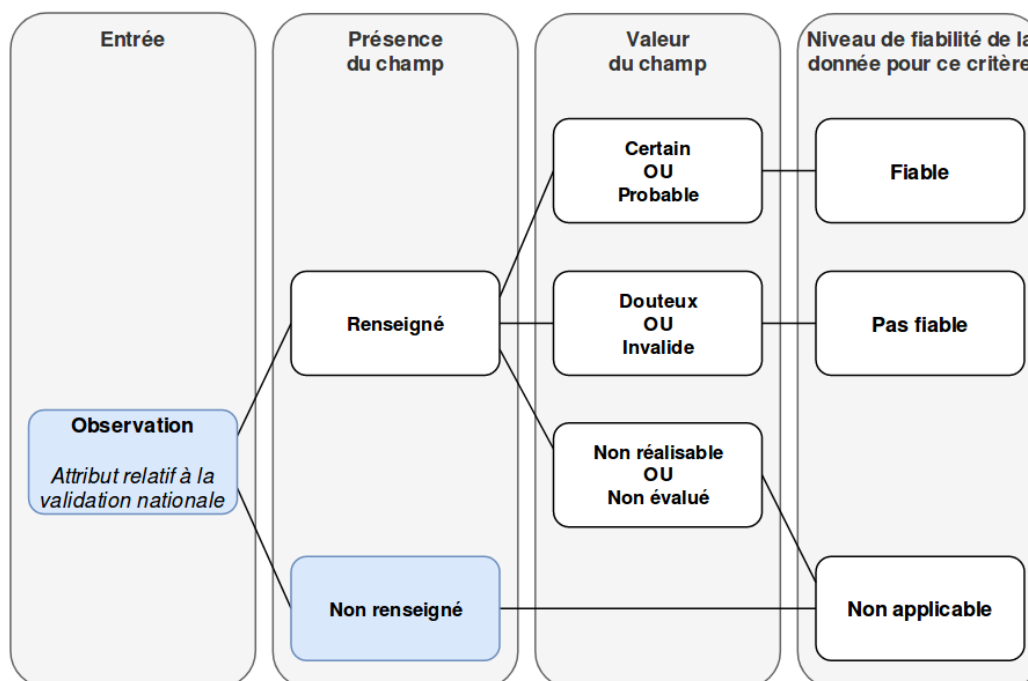 Entrée
Présence
du champ
Valeur
du champ
Niveau de fiabilité de la
donnée pour ce critère
Certain
OU
Probable
Fiable
Renseigné
Douteux
OU
Invalide
Pas fiable
Observation
Attribut relatif à la
validation nationale
Non réalisable
OU
Non évalué
Non renseigné
Non applicable